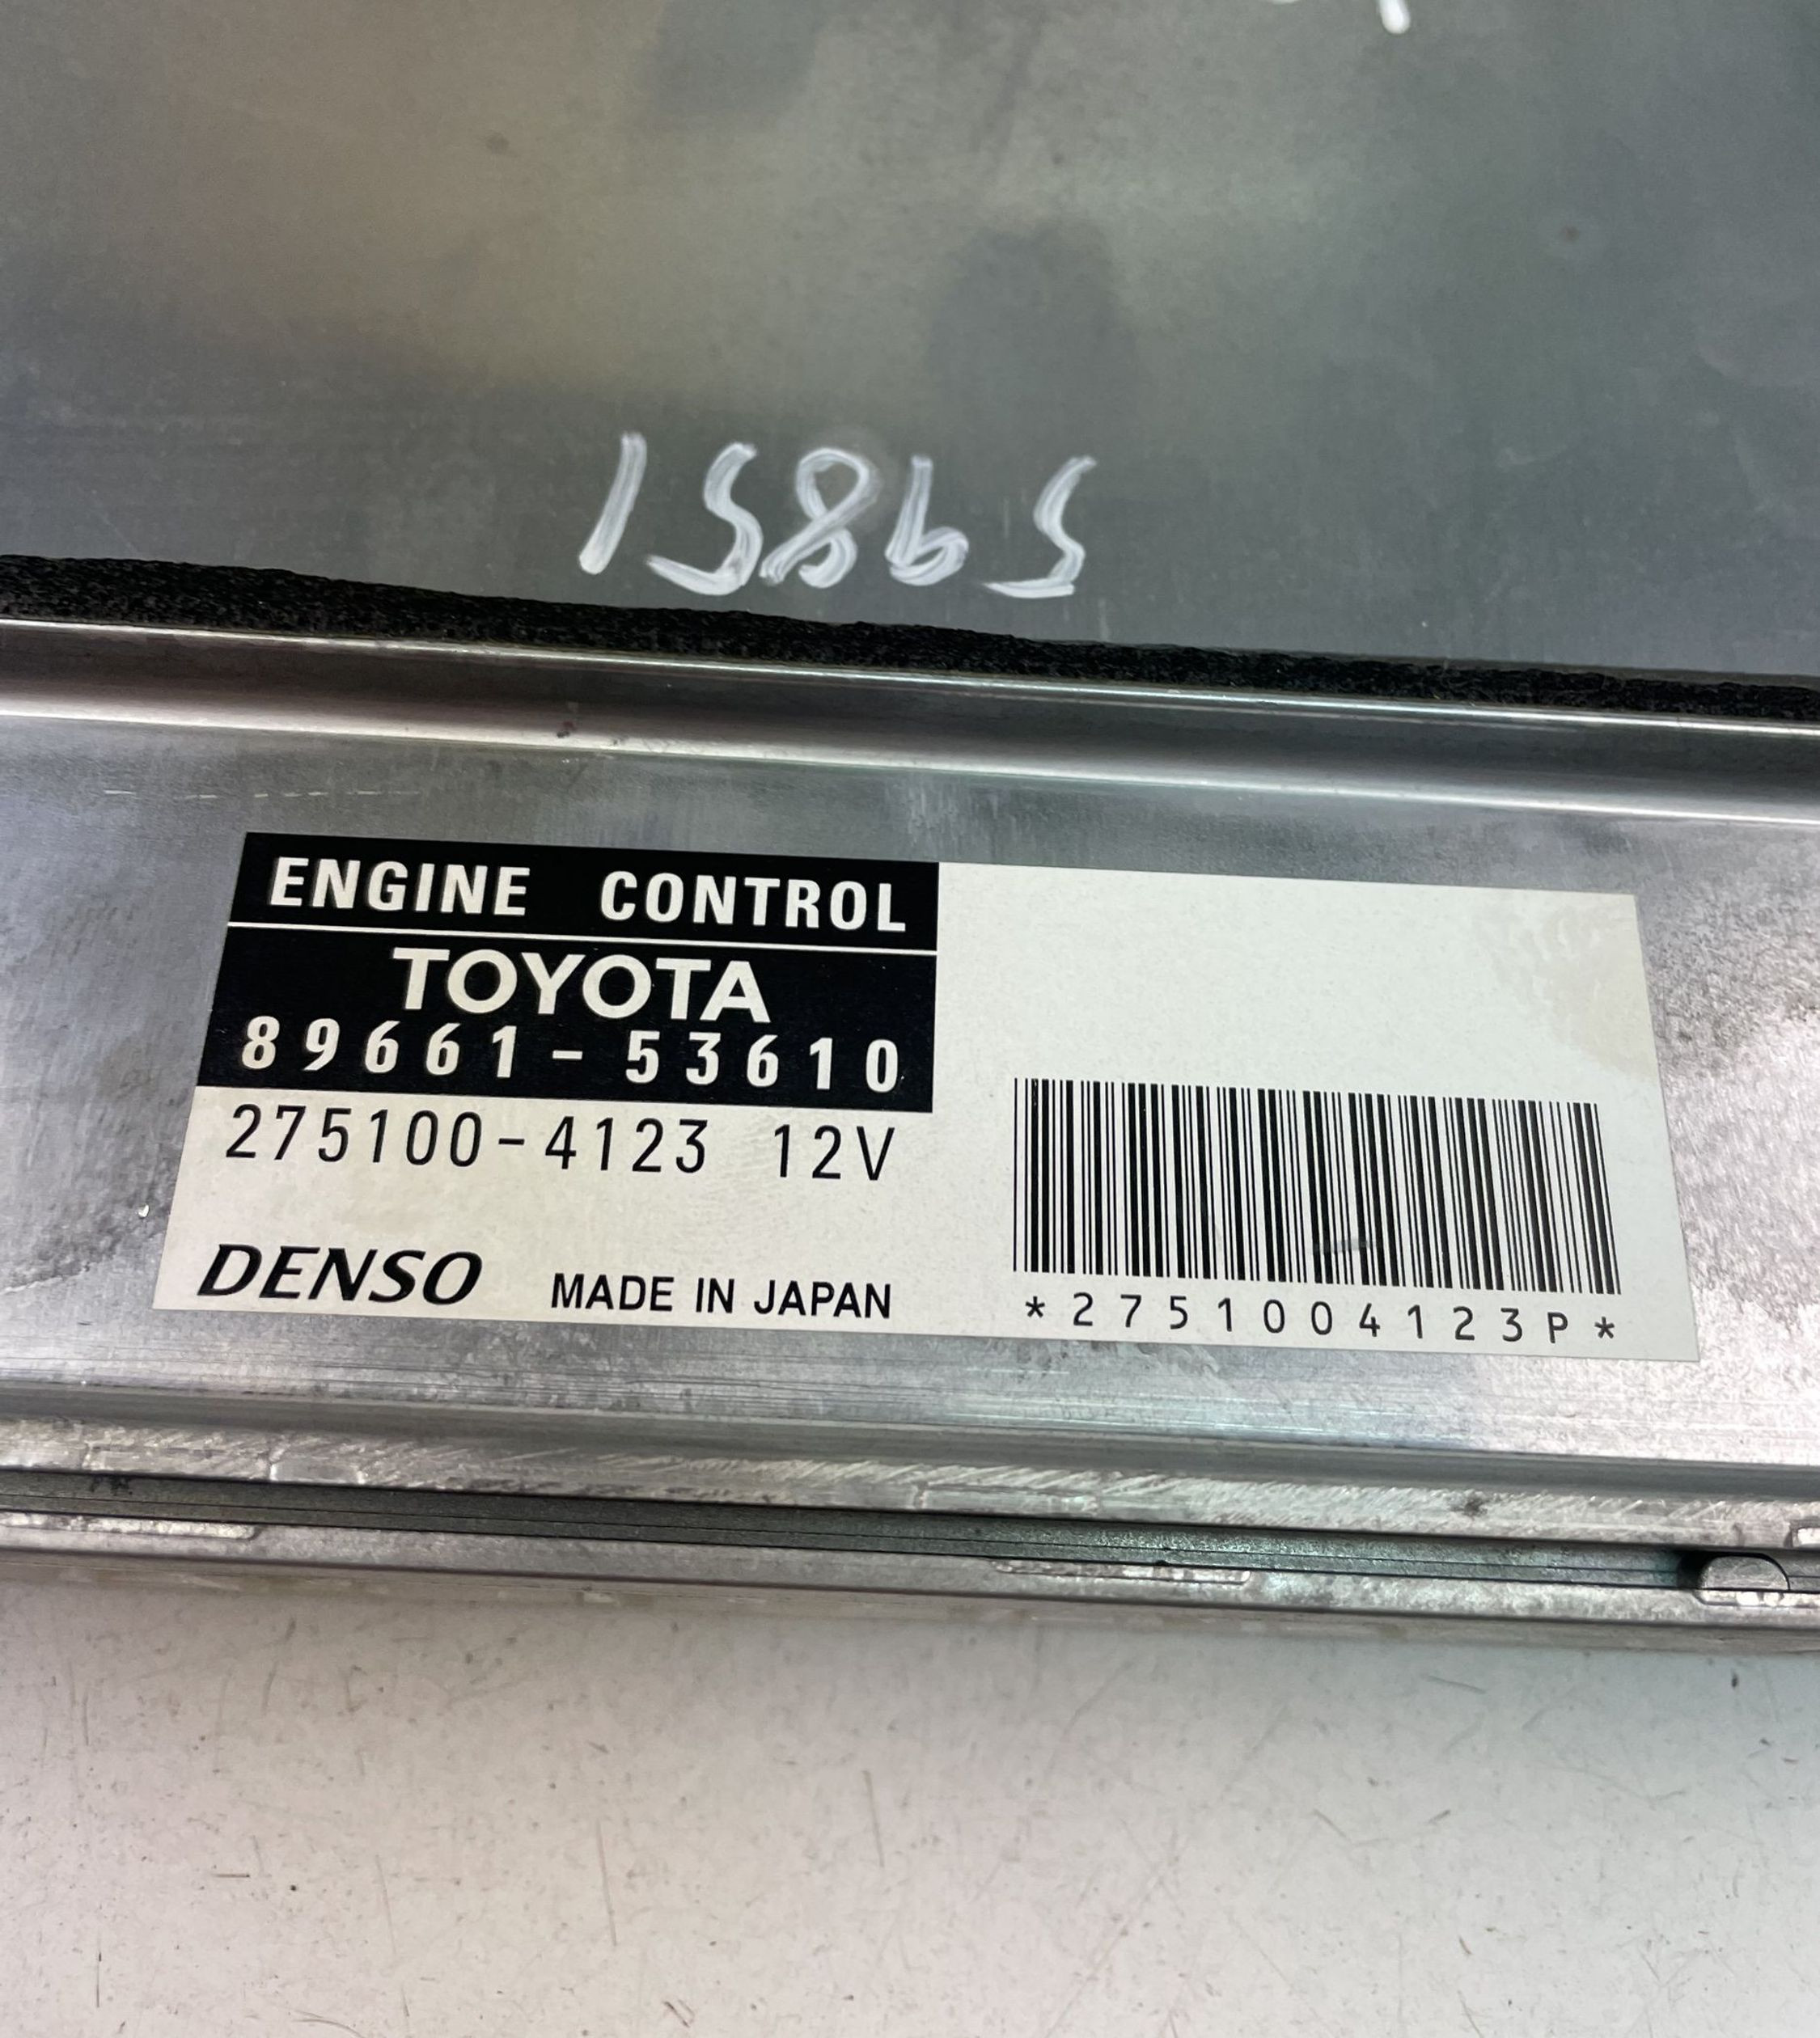 15865
ENGINE CONTROL
TOYOTA
89661-53610
275100-4123 12V
DENSO MADE IN JAPAN
*2751004123P*